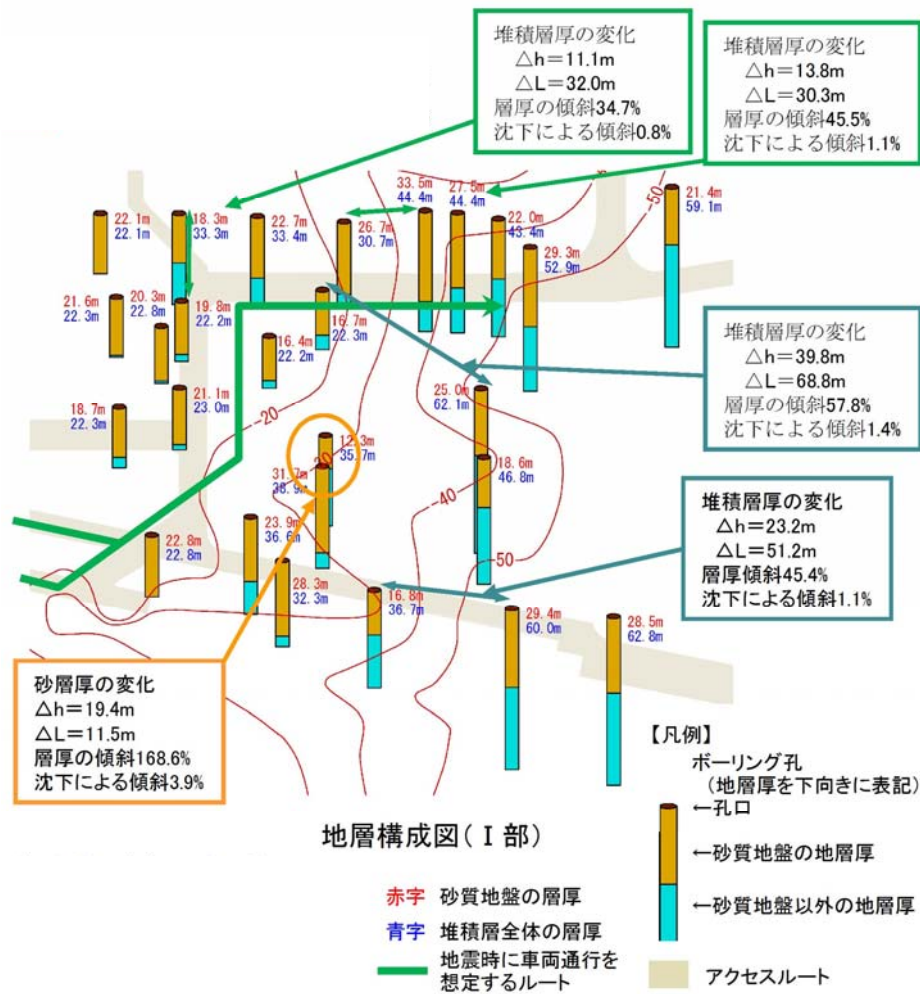 堆積層厚の変化
△h＝11.1m
△L＝32.0m
層厚の傾斜34.7%
沈下による傾斜0.8%
堆積層厚の変化
△h＝13.8m
△L＝30.3m
層厚の傾斜45.5%
沈下による傾斜1.1%
22.1m
22.1m
18.3m
33.3m
22.7m
33.4m
26.7m
30.7m
33.5m
44.4m
27.5m
44.4m
22.0m
43.4m
29.3m
52.9m
-50
21.4m
59.1m
21.6m
22.3m
20.3m
22.8m
19.8m
22.2m
16.4m
22.2m
16.7m
22.3m
堆積層厚の変化
△h＝39.8m
△L＝68.8m
層厚の傾斜57.8%
沈下による傾斜1.4%
18.7m
22.3m
21.1m
23.0m
-20
25.0m
62.1m
35.7m
31.7m
38.9m
18.6m
46.8m
-40
-50
堆積層厚の変化
△h＝23.2m
△L＝51.2m
層厚傾斜45.4%
沈下による傾斜1.1%
22.8m
22.8m
23.9m
36.6m
28.3m
32.3m
16.8m
36.7m
29.4m
60.0m
28.5m
62.8m
砂層厚の変化
△h＝19.4m
△L＝11.5m
層厚の傾斜168.6%
沈下による傾斜3.9%
地層構成図(Ⅰ部)
赤字 砂質地盤の層厚
青字 堆積層全体の層厚
地震時に車両通行を
想定するルート
【凡例】
ボーリング孔
(地層厚を下向きに表記)
←孔口
←砂質地盤の地層厚
←砂質地盤以外の地層厚
アクセスルート